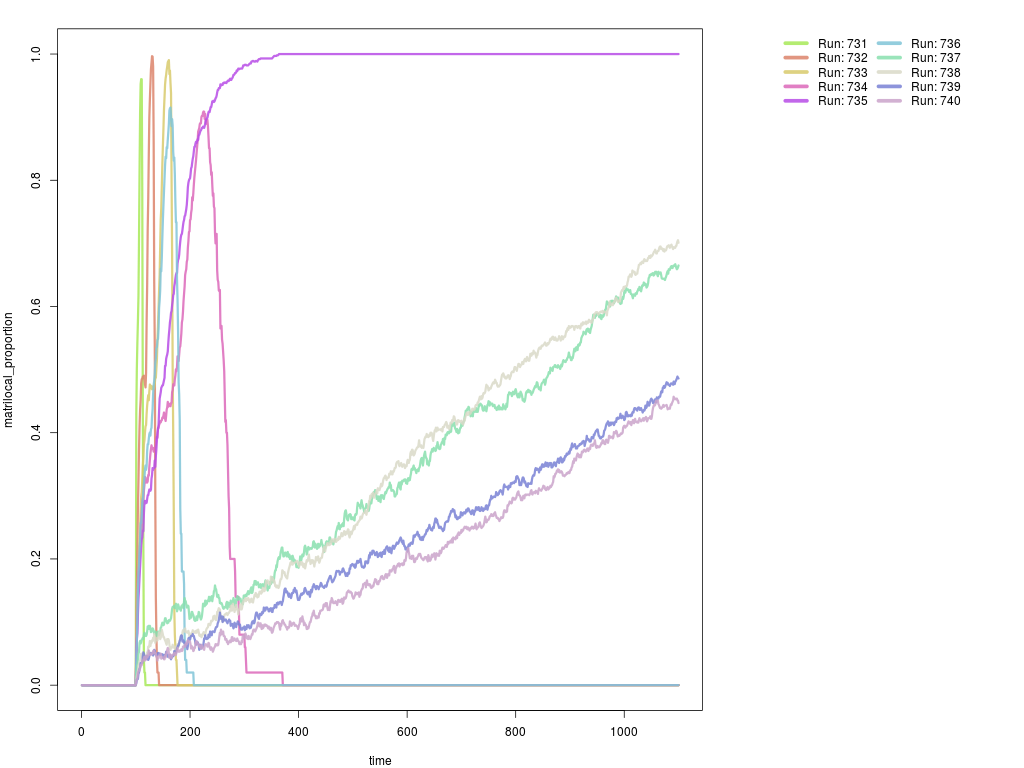 1.0
0.8
0.6
0.4
0.2
0.0
matrilocal_proportion
0 200 400 600 800 1000
time
Run: 731 Run: 736
Run: 732 Run: 737
Run: 733 Run: 738
Run: 734 Run: 739
Run: 735 Run: 740